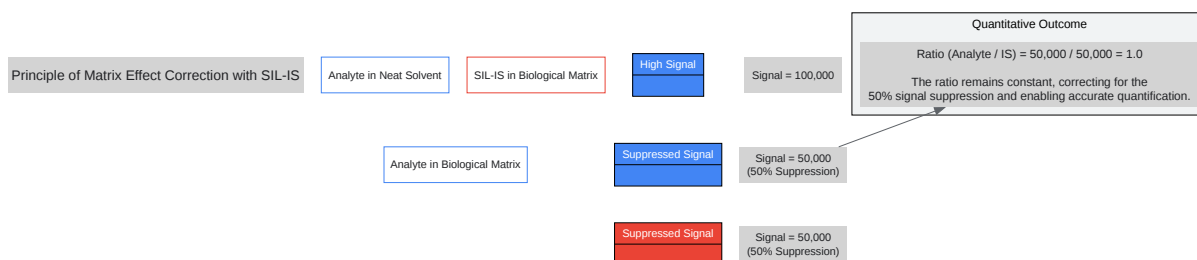 Principle of Matrix Effect Correction with SIL-IS
Analyte in Neat Solvent
SIL-IS in Biological Matrix
High Signal
Signal = 100,000
Quantitative Outcome
Ratio (Analyte / IS) = 50,000 / 50,000 = 1.0
The ratio remains constant, correcting for the
50% signal suppression and enabling accurate quantification.
Analyte in Biological Matrix
Suppressed Signal
Signal = 50,000
(50% Suppression)
Suppressed Signal
Signal = 50,000
(50% Suppression)